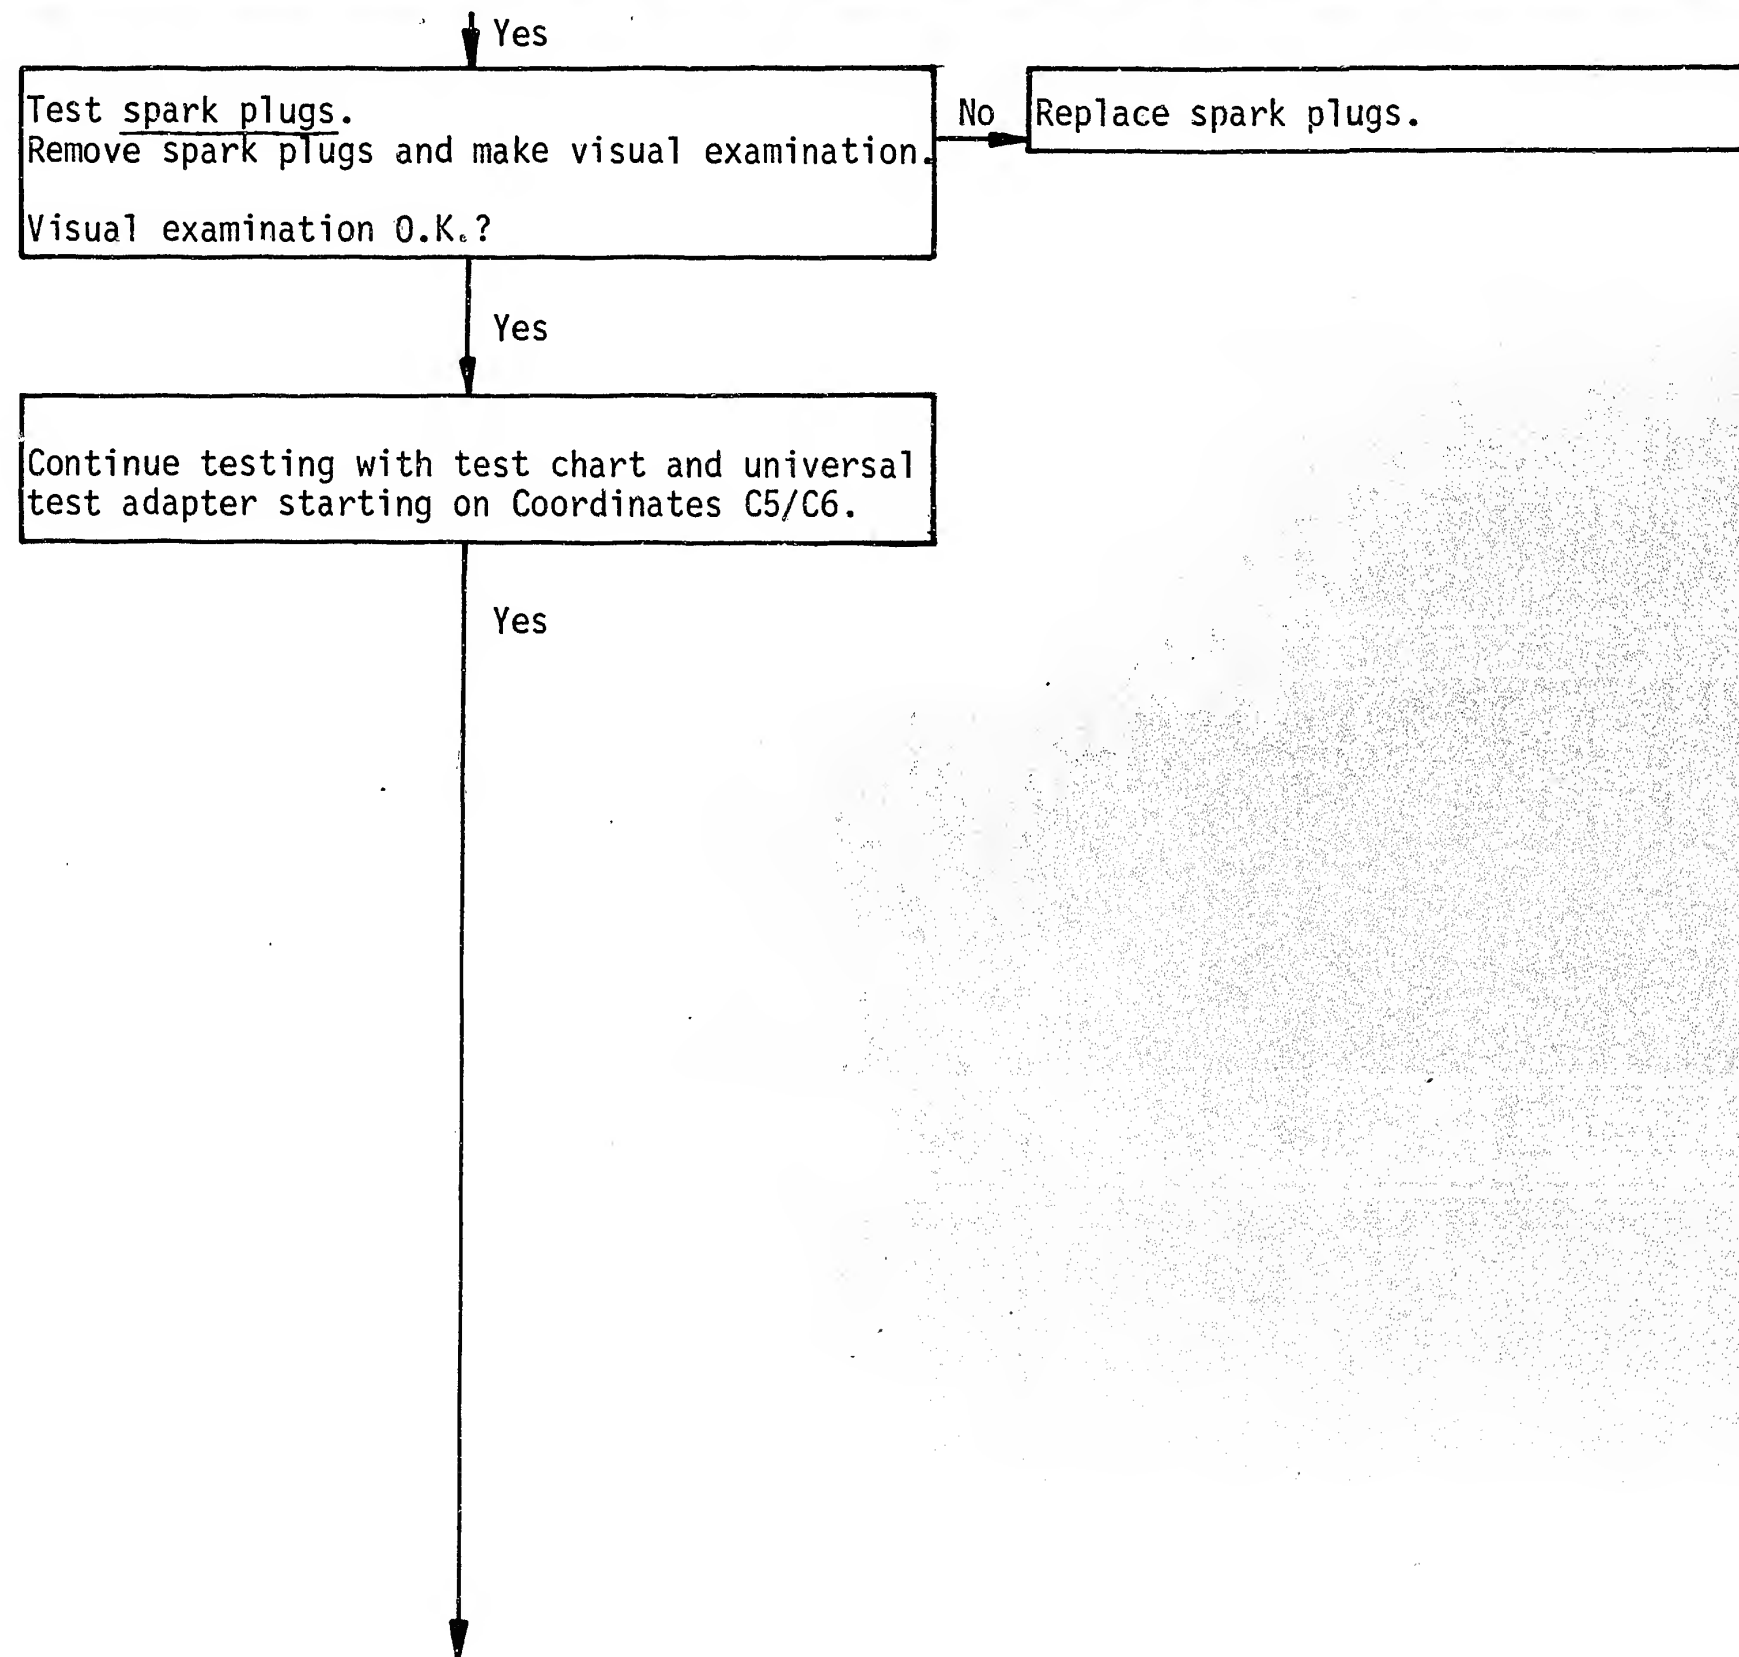 Yes
Test spark plugs.
Remove spark plugs and make visual examination.
Visual examination O.K.?
No
Replace spark plugs.
Yes
Continue testing with test chart and universal
test adapter starting on Coordinates C5/C6.
Yes